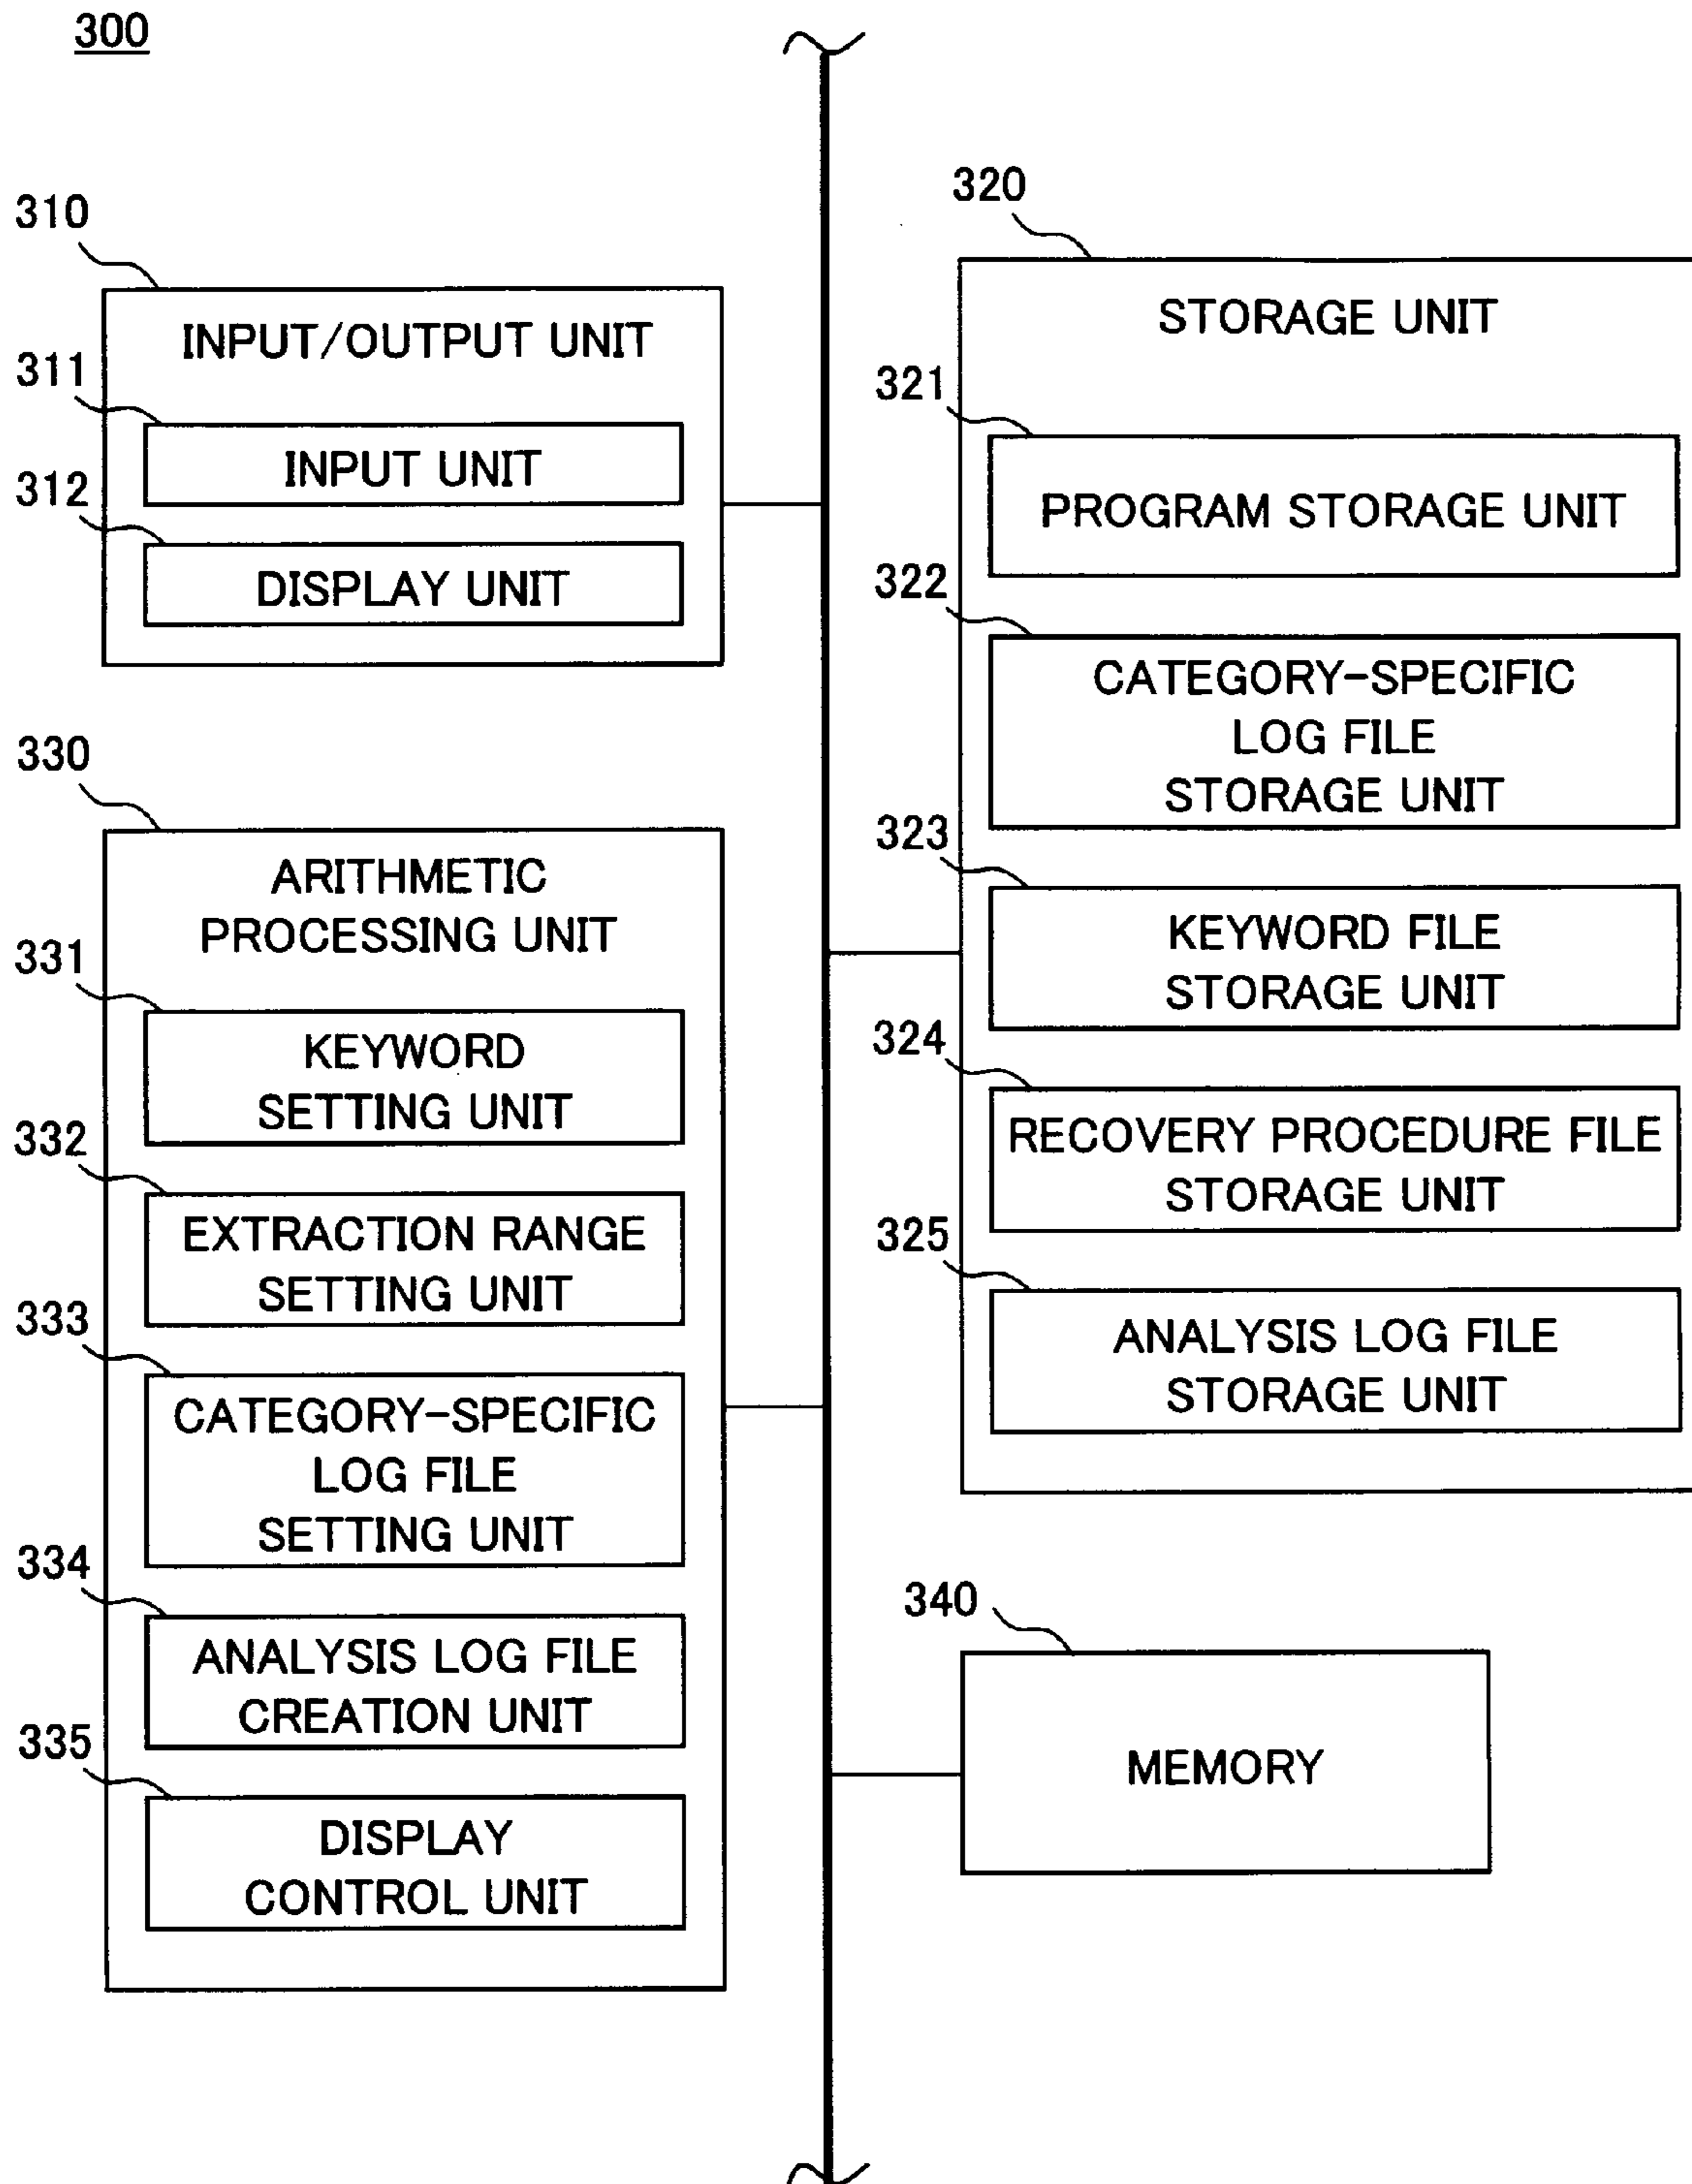 300
310
INPUT/OUTPUT UNIT
311
INPUT UNIT
312
DISPLAY UNIT
320
STORAGE UNIT
321
PROGRAM STORAGE UNIT
322
CATEGORY-SPECIFIC
LOG FILE
STORAGE UNIT
323
KEYWORD FILE
STORAGE UNIT
324
RECOVERY PROCEDURE FILE
STORAGE UNIT
325
ANALYSIS LOG FILE
STORAGE UNIT
330
ARITHMETIC
PROCESSING UNIT
331
KEYWORD
SETTING UNIT
332
EXTRACTION RANGE
SETTING UNIT
333
CATEGORY-SPECIFIC
LOG FILE
SETTING UNIT
334
ANALYSIS LOG FILE
CREATION UNIT
335
DISPLAY
CONTROL UNIT
340
MEMORY